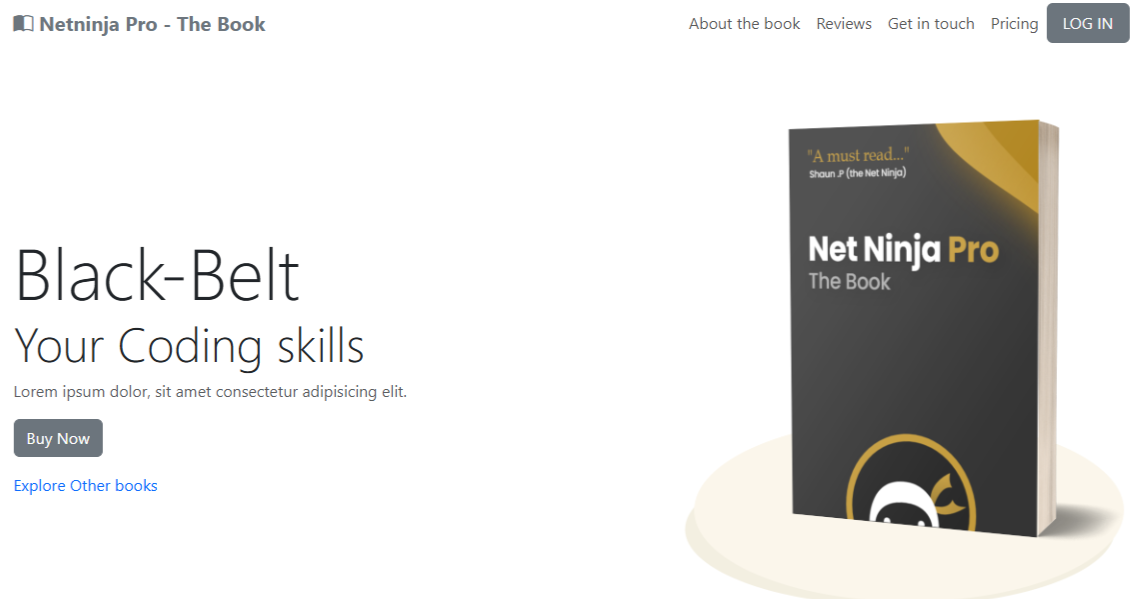 Netninja Pro - The Book
About the book
Reviews
Get in touch
Pricing
LOG IN
Black-Belt
Your Coding skills
Lorem ipsum dolor, sit amet consectetur adipisicing elit.
Buy Now
Explore Other books
"A must read..."
Shaun .P (the Net Ninja)
Net Ninja Pro
The Book